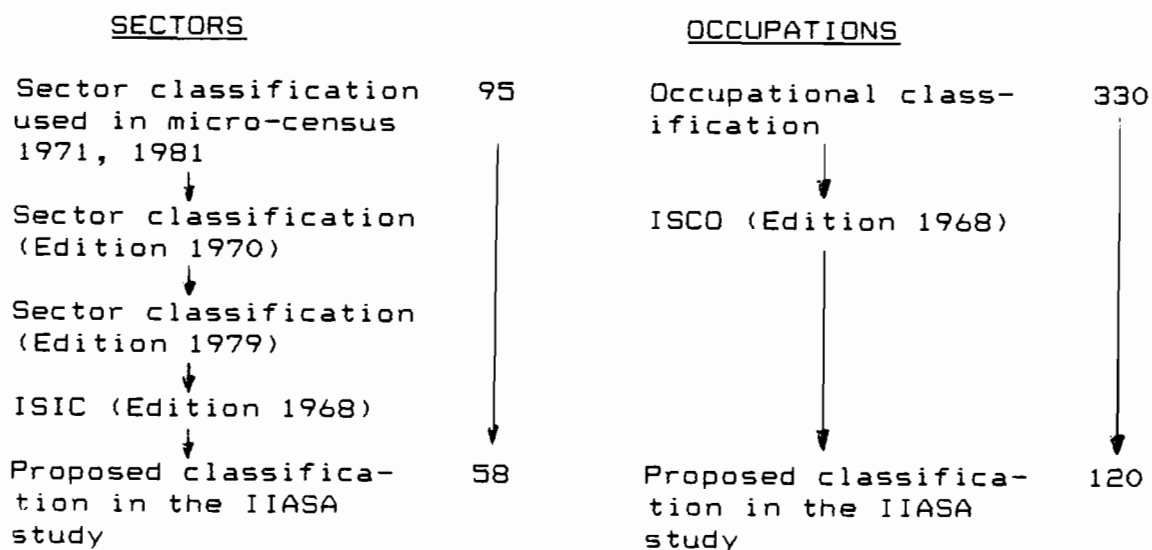 SECTORS
Sector classification 95
used in micro-census
1971, 1981
Sector classification
(Edition 1970)
Sector classification
(Edition 1979)
ISIC (Edition 1968)
Proposed classifica- 58
tion in the IIASA
study
OCCUPATIONS
Occupational class- 330
ification
ISCO (Edition 1968)
Proposed classifica- 120
tion in the IIASA
study